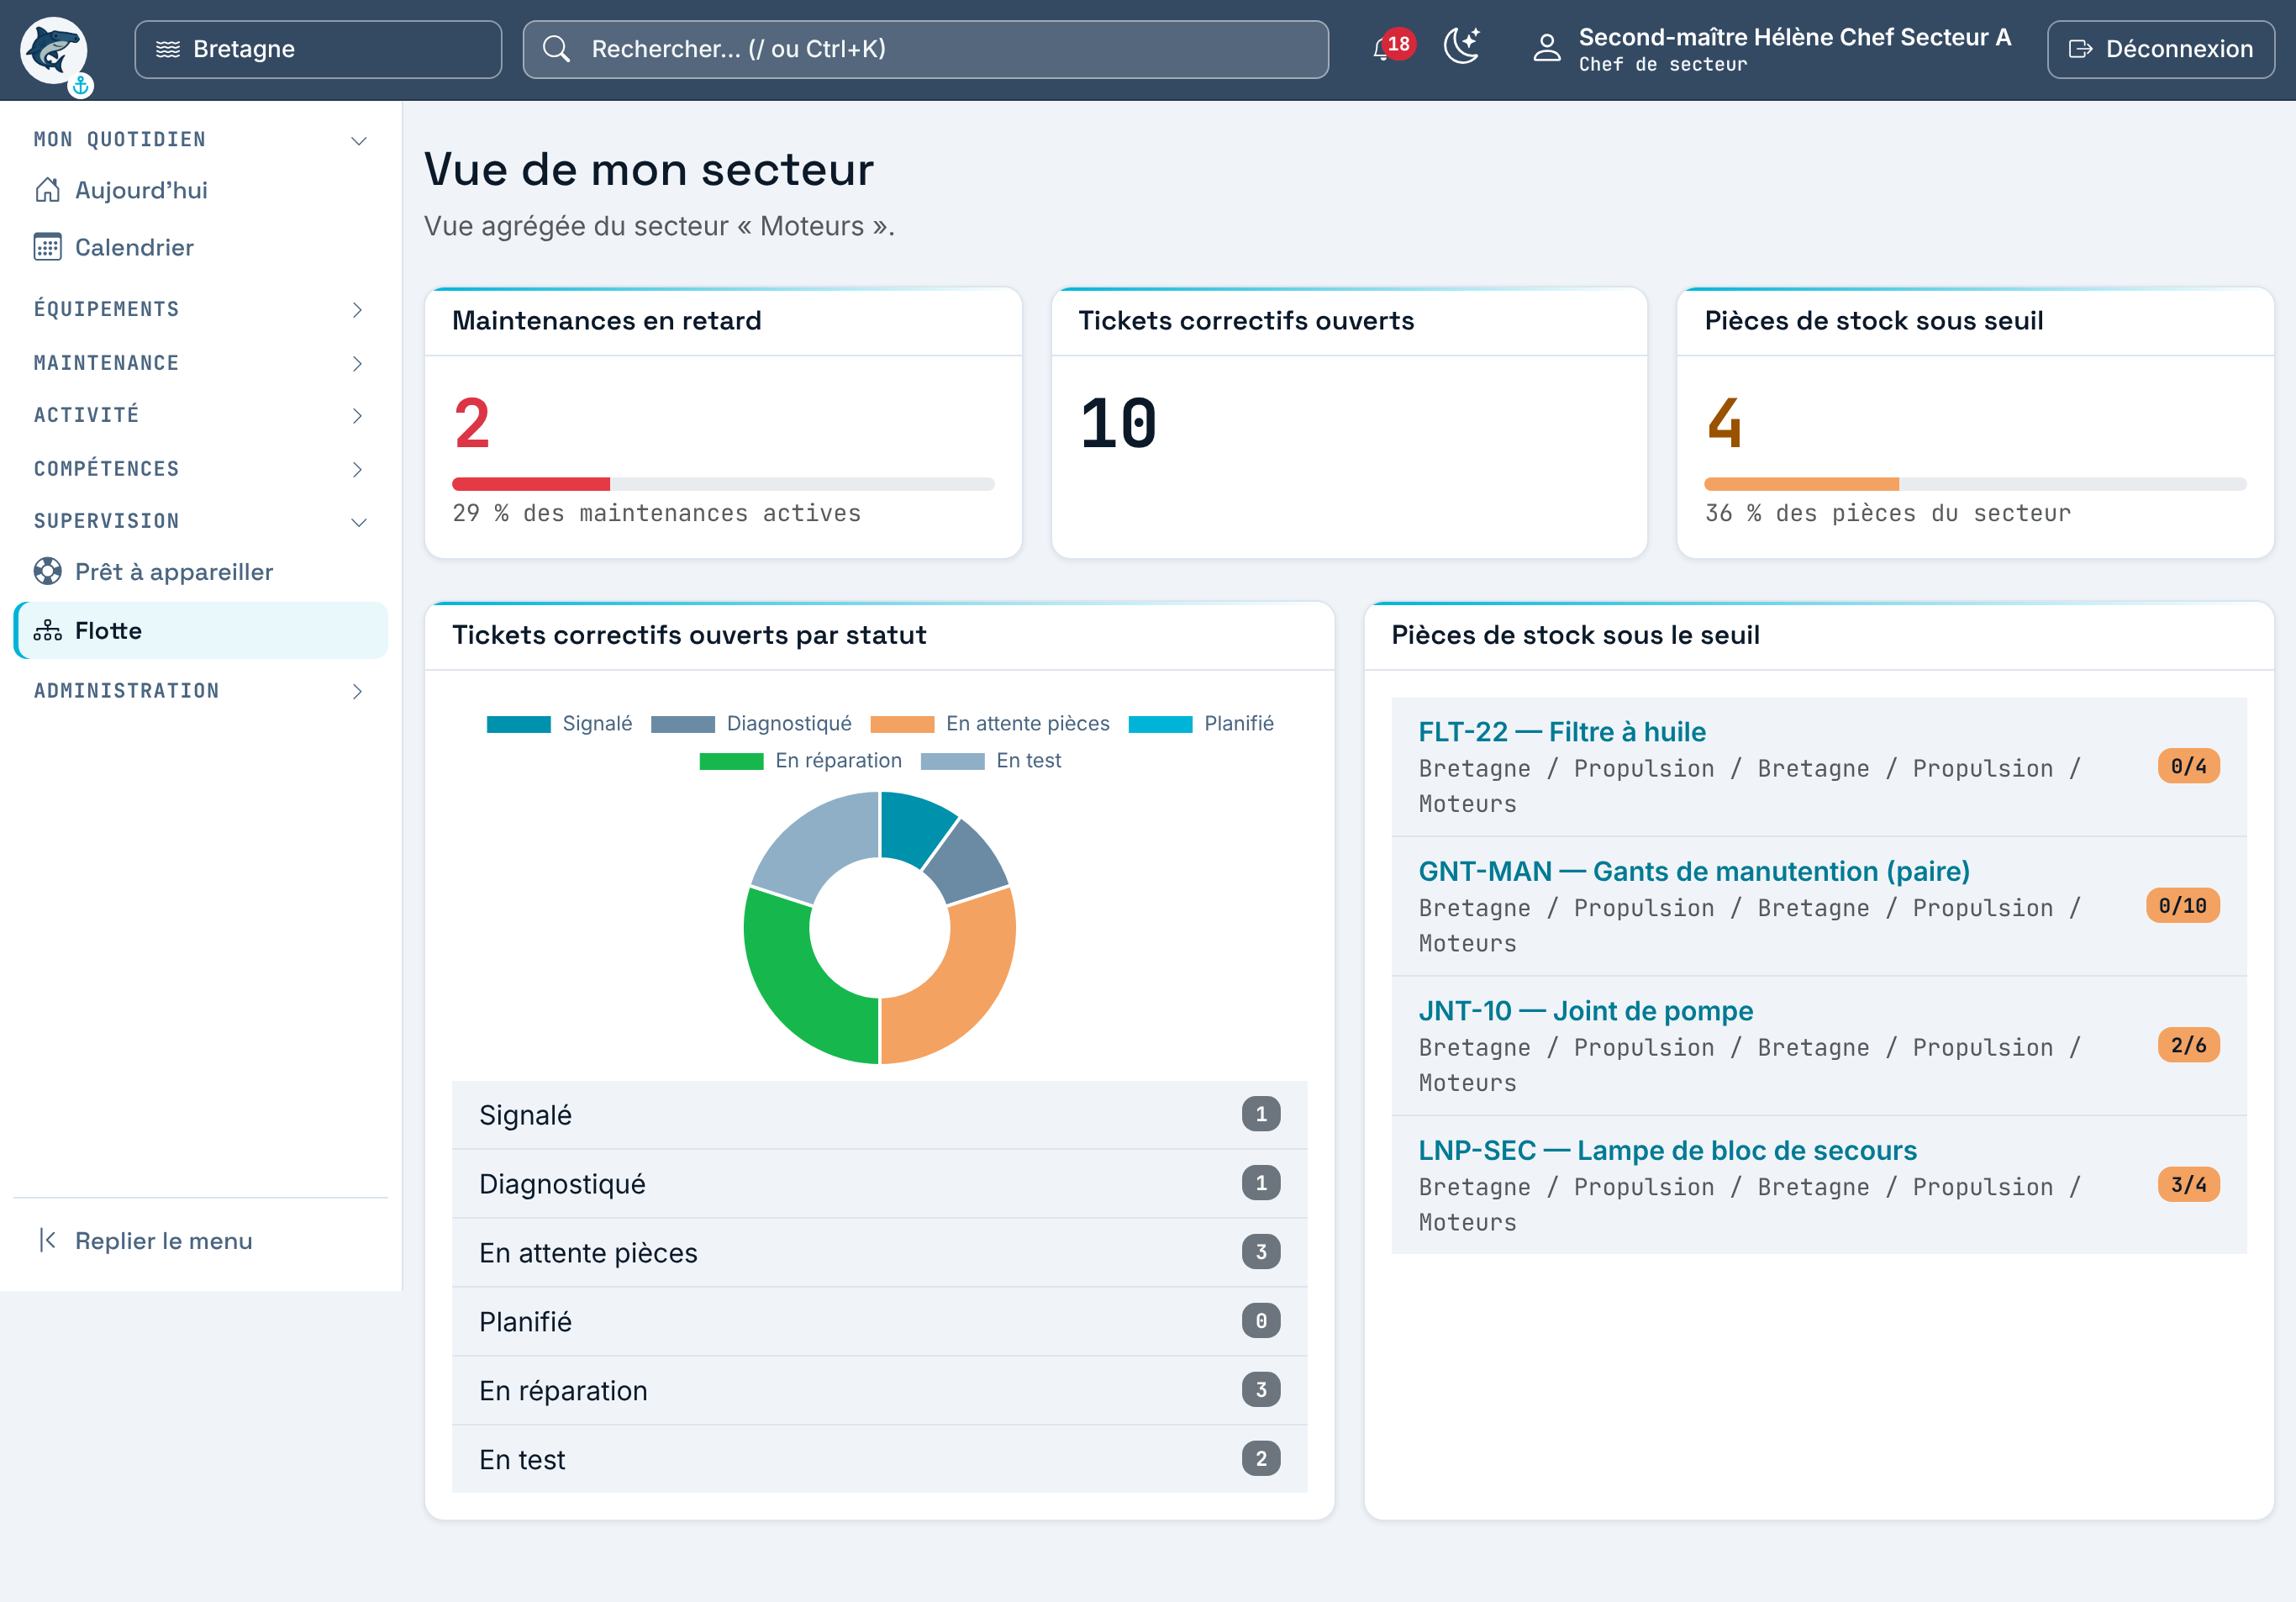 Bretagne
Rechercher... (/ ou Ctrl+K)
18
Second-maître Hélène Chef Secteur A
Chef de secteur
Déconnexion
MON QUOTIDIEN
Aujourd'hui
Calendrier
ÉQUIPEMENTS
MAINTENANCE
ACTIVITÉ
COMPÉTENCES
SUPERVISION
Prêt à appareiller
Flotte
ADMINISTRATION
Replier le menu
Vue de mon secteur
Vue agrégée du secteur « Moteurs ».
Maintenances en retard
2
29 % des maintenances actives
Tickets correctifs ouverts
10
Pièces de stock sous seuil
4
36 % des pièces du secteur
Tickets correctifs ouverts par statut
Signalé Diagnostiqué En attente pièces Planifié
En réparation En test
Signalé 1
Diagnostiqué 1
En attente pièces 3
Planifié 0
En réparation 3
En test 2
Pièces de stock sous le seuil
FLT-22 — Filtre à huile
Bretagne / Propulsion / Bretagne / Propulsion /
Moteurs
0/4
GNT-MAN — Gants de manutention (paire)
Bretagne / Propulsion / Bretagne / Propulsion /
Moteurs
0/10
JNT-10 — Joint de pompe
Bretagne / Propulsion / Bretagne / Propulsion /
Moteurs
2/6
LNP-SEC — Lampe de bloc de secours
Bretagne / Propulsion / Bretagne / Propulsion /
Moteurs
3/4